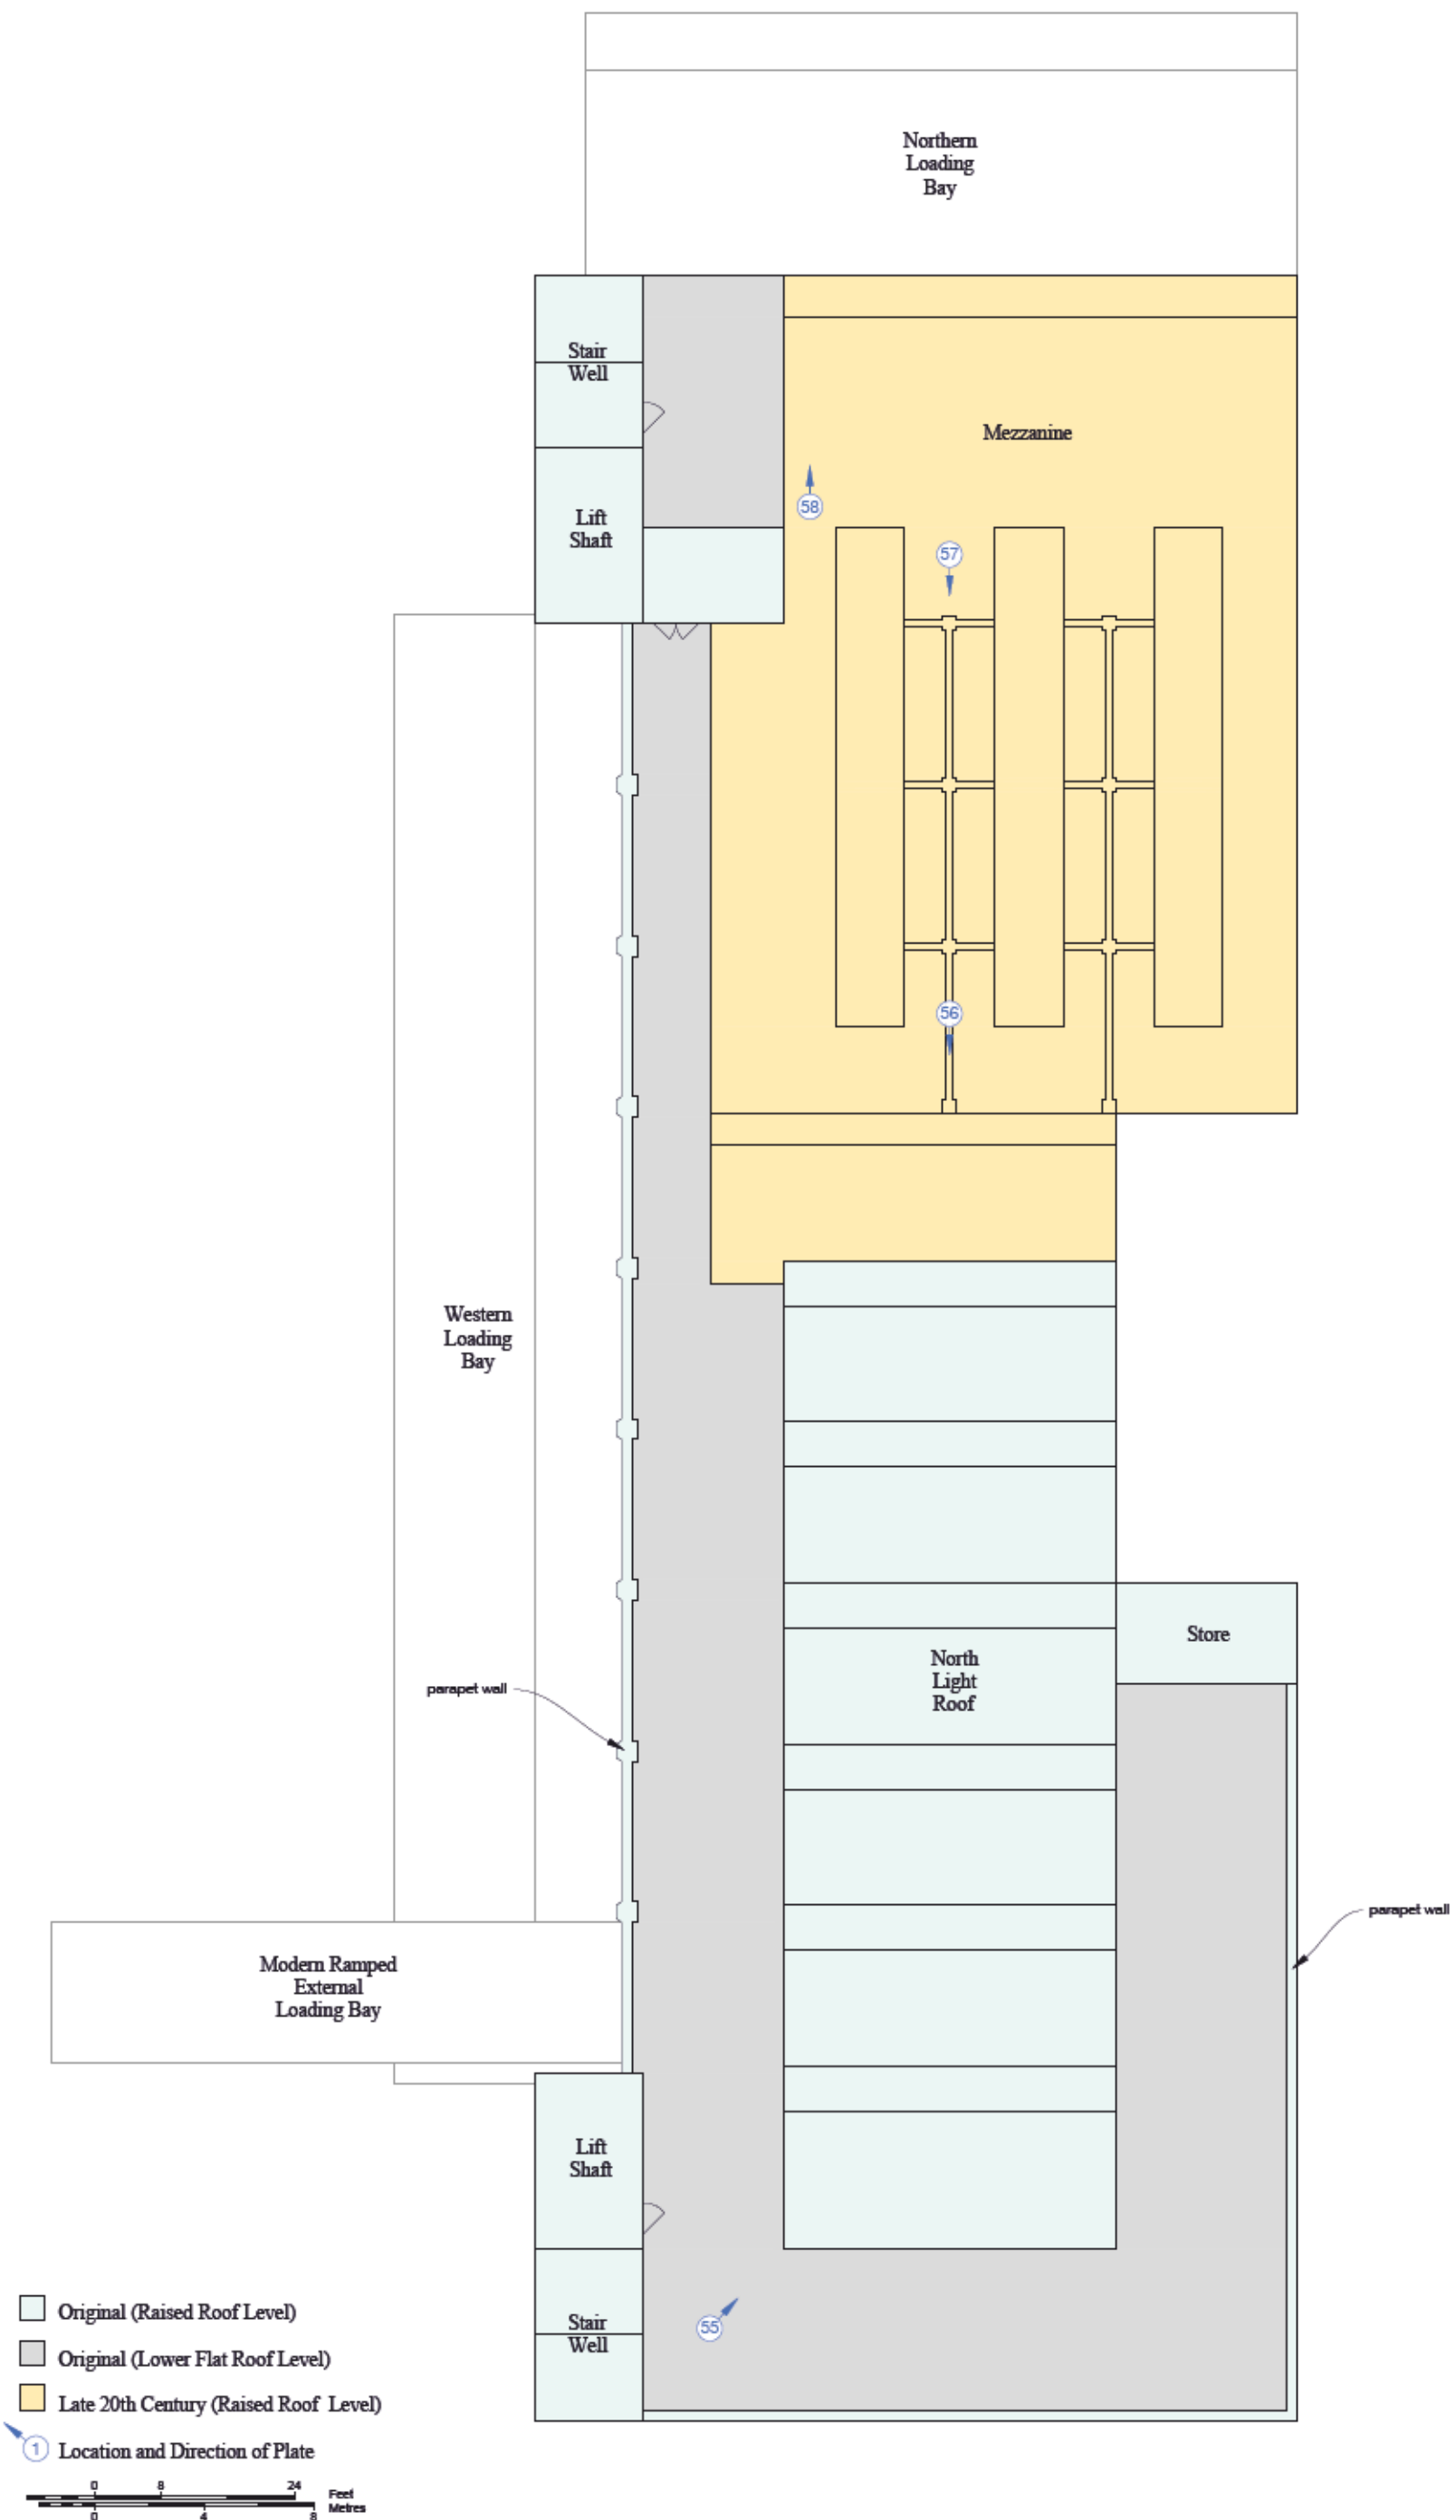 Northern
Loading
Bay
Stair
Well
Mezzanine
58
Lift
Shaft
57
56
Western
Loading
Bay
Store
North
Light
Roof
parapet wall
parapet wall
Modern Ramped
External
Loading Bay
Lift
Shaft
Stair
Well
55
Original (Raised Roof Level)
Original (Lower Flat Roof Level)
Late 20th Century (Raised Roof Level)
1 Location and Direction of Plate
0 8 24 Feet
0 4 8 Metres